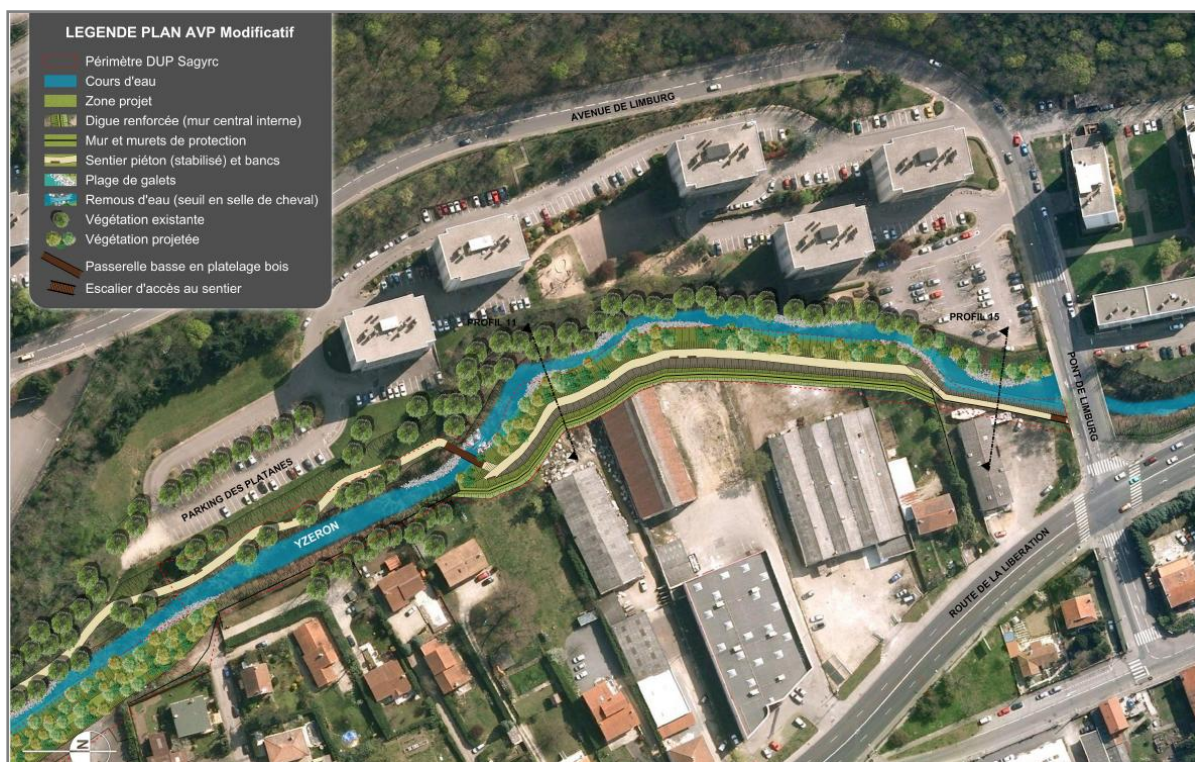 LEGENDE PLAN AVP Modificatif
Périmètre DUP Sagyrc
Cours d'eau
Zone projet
Digue renforcée (mur central interne)
Mur et murets de protection
Sentier piéton (stabilisé) et bancs
Plage de galets
Remous d'eau (seuil en selle de cheval)
Végétation existante
Végétation projetée
Passerelle basse en platelage bois
Escalier d'accès au sentier
AVENUE DE LIMBURG
PROFIL 11
PROFIL 15
PONT DE LIMBURG
PARKING DES PLATANES
YZERON
ROUTE DE LA LIBERATION
N